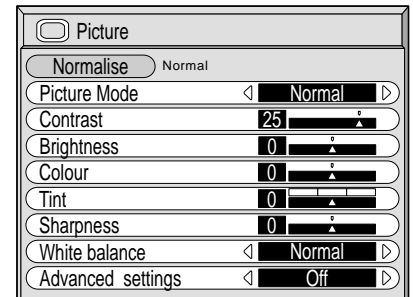 Picture
Normalise Normal
Picture Mode Normal
Contrast 25
Brightness 0
Colour 0
Tint 0
Sharpness 0
White balance Normal
Advanced settings Off